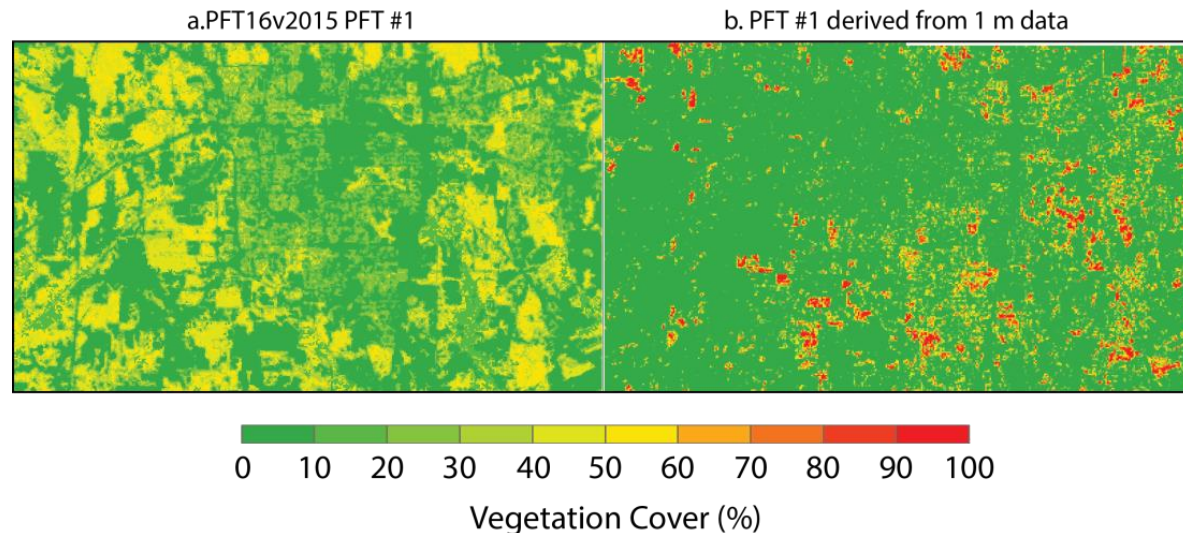 a.PFT16v2015 PFT #1
b. PFT #1 derived from 1 m data
0 10 20 30 40 50 60 70 80 90 100
Vegetation Cover (%)